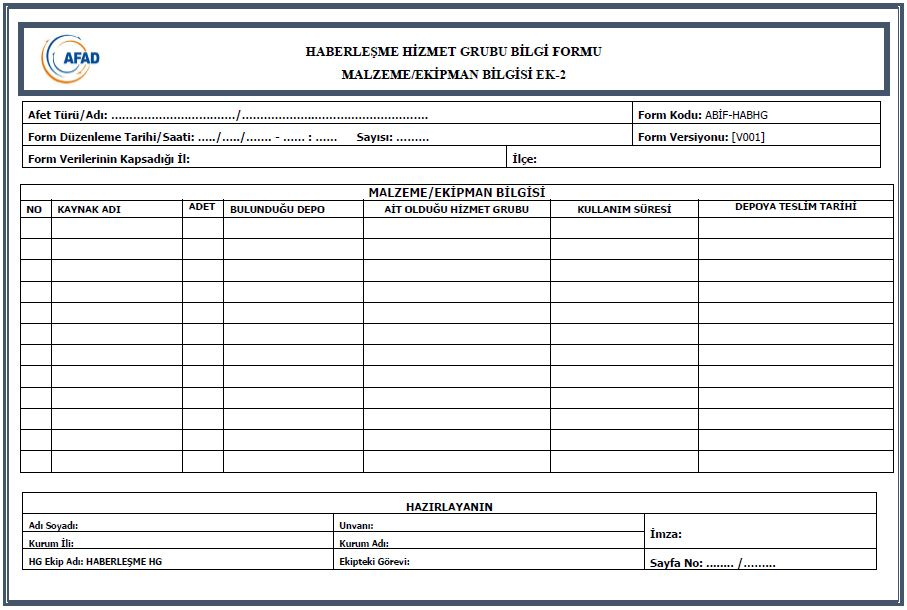 AFAD
HABERLEŞME HİZMET GRUBU BİLGİ FORMU
MALZEME/EKİPMAN BİLGİSİ EK-2
Afet Türü/Adı: ................................../...................................................
Form Kodu: ABİF-HABHG
Form Düzenleme Tarihi/Saati: ...../...../....... - ...... : ...... Sayısı: .........
Form Versiyonu: [V001]
Form Verilerinin Kapsadığı İl:
İlçe:
MALZEME/EKİPMAN BİLGİSİ
NO KAYNAK ADI ADET BULUNDUĞU DEPO AİT OLDUĞU HİZMET GRUBU KULLANIM SÜRESİ DEPOYA TESLİM TARİHİ
HAZIRLAYANIN
Adı Soyadı: Unvanı:
İmza:
Kurum İli: Kurum Adı:
HG Ekip Adı: HABERLEŞME HG Ekipteki Görevi:
Sayfa No: ........ /.........